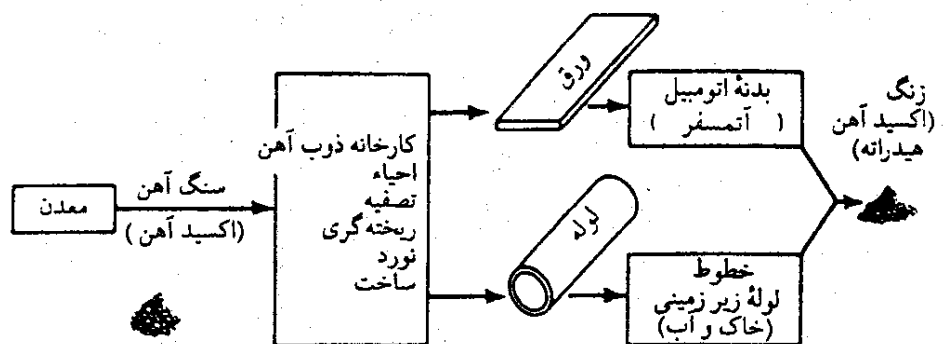 معدن
سنگ آهن
(اکسید آهن)
کارخانه ذوب آهن
احیاء
تصفیه
ریخته‌گری
نورد
ساخت
ورق
لوله
بدنهٔ اتومبیل
( آتمسفر )
خطوط
لولهٔ زیر زمینی
(خاک و آب)
زنگ
(اکسید آهن
هیدراته)